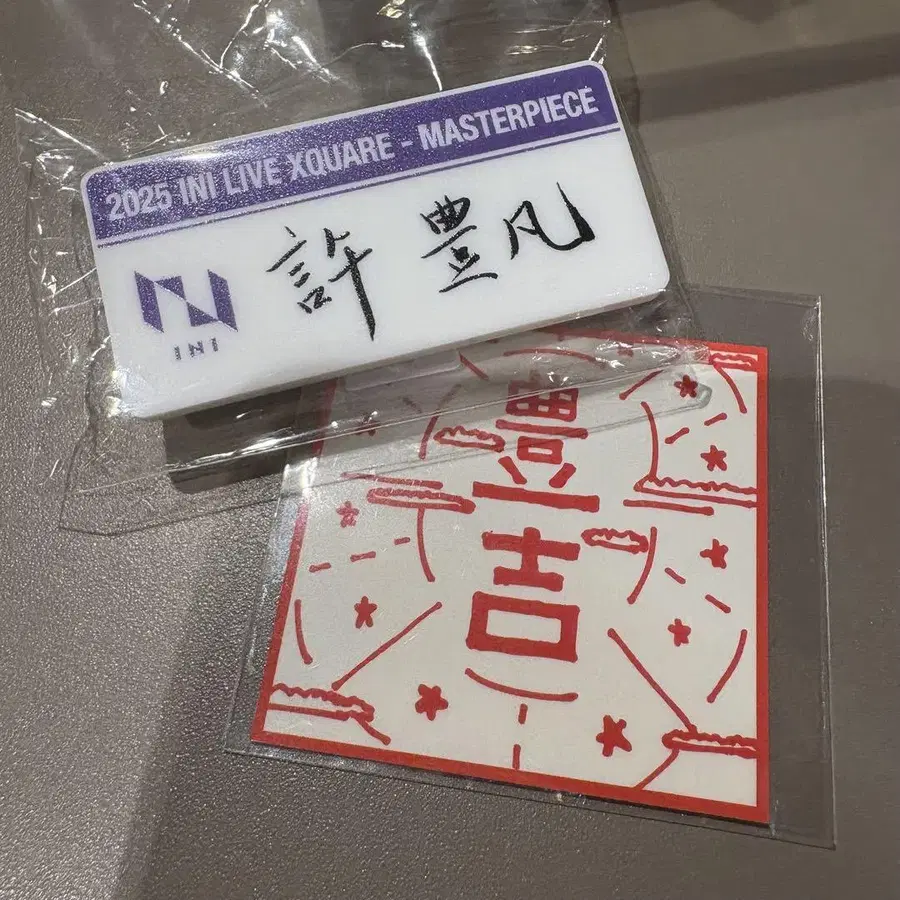 2025 INI LIVE XQUARE - MASTERPIECE
許豊凡
INI
豊
吉